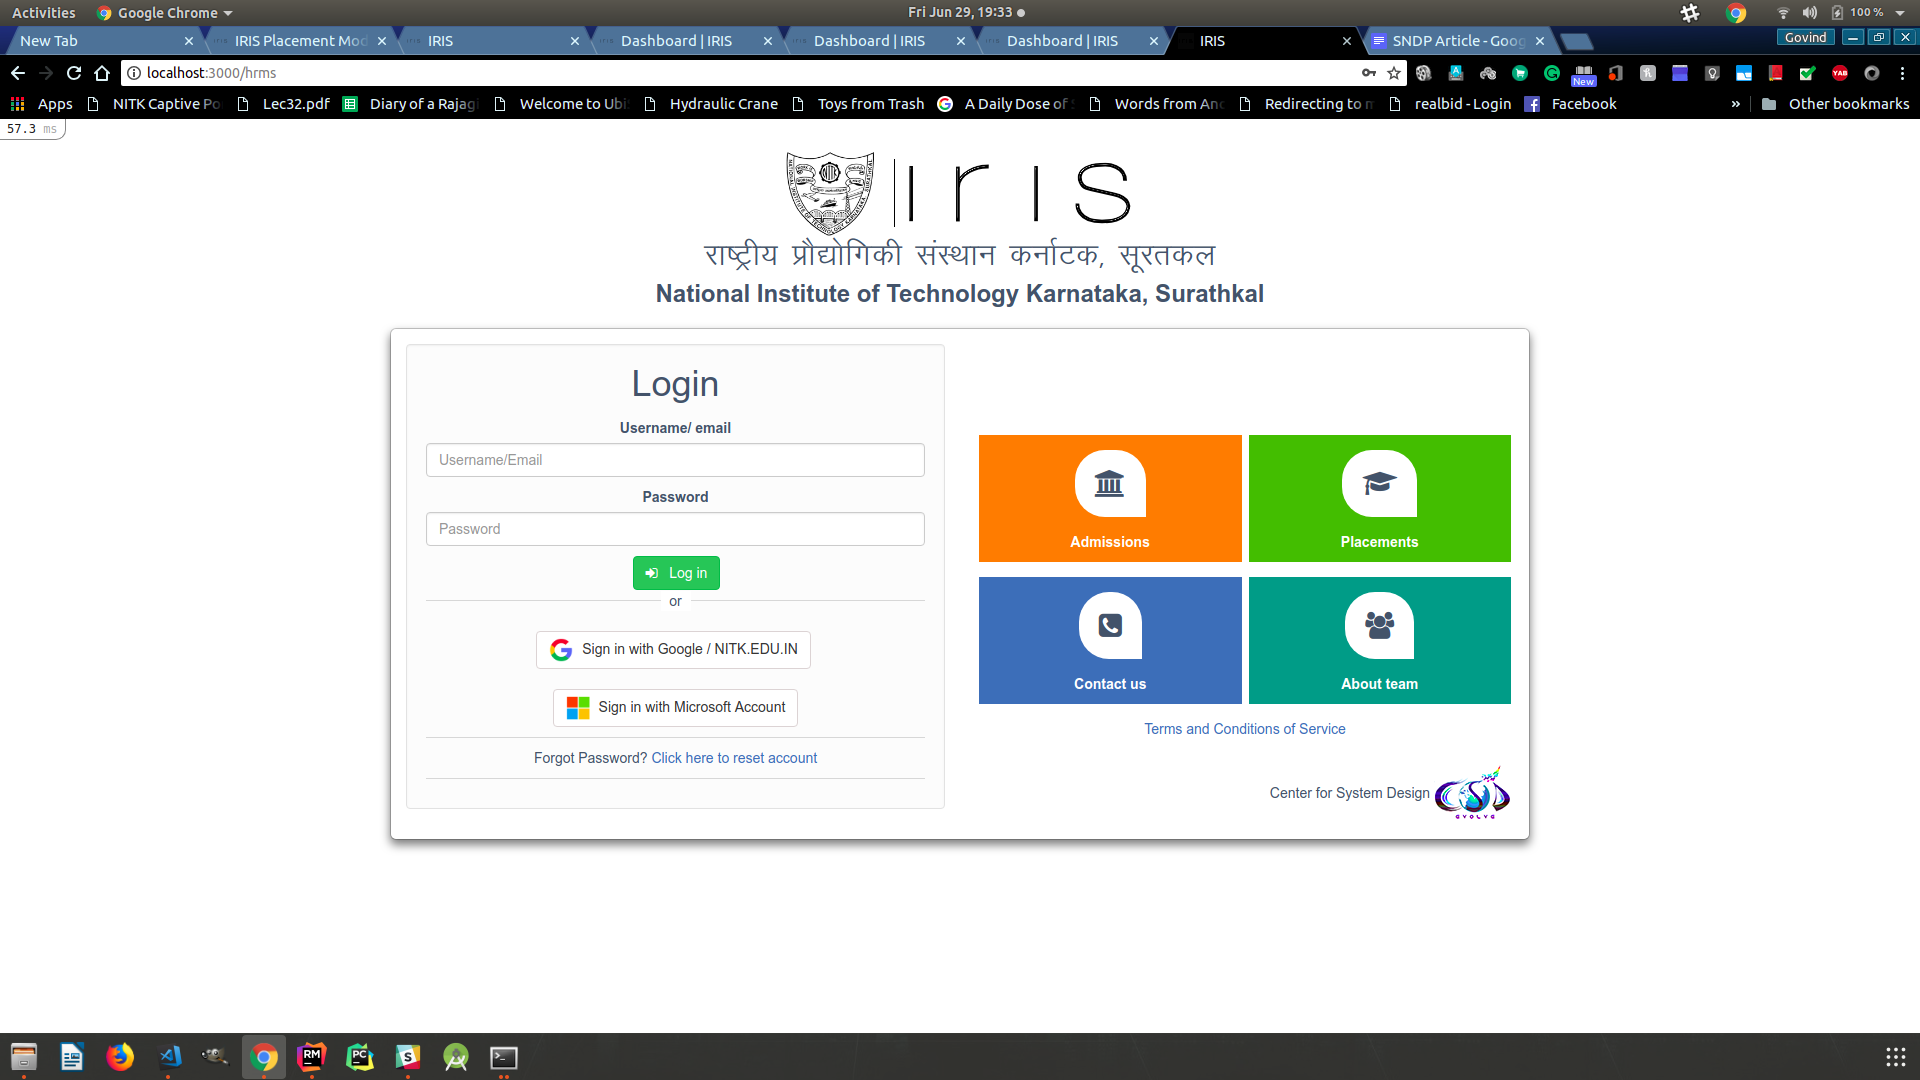 Activities Google Chrome Fri Jun 29, 19:33 100 %
New Tab IRIS Placement Mod IRIS Dashboard | IRIS Dashboard | IRIS Dashboard | IRIS IRIS SNDP Article - Goog Govind
localhost:3000/hrms
New
Apps NITK Captive Po Lec32.pdf Diary of a Rajagi Welcome to Ubi Hydraulic Crane Toys from Trash A Daily Dose of Words from Anc Redirecting to m realbid - Login Facebook » Other bookmarks
57.3 ms
IRIS
राष्ट्रीय प्रौद्योगिकी संस्थान कर्नाटक, सूरतकल
National Institute of Technology Karnataka, Surathkal
Login
Username/ email
Username/Email
Password
Password
Log in
or
Sign in with Google / NITK.EDU.IN
Sign in with Microsoft Account
Forgot Password? Click here to reset account
Admissions
Placements
Contact us
About team
Terms and Conditions of Service
Center for System Design
CSD
EVOLVE
RM
PC